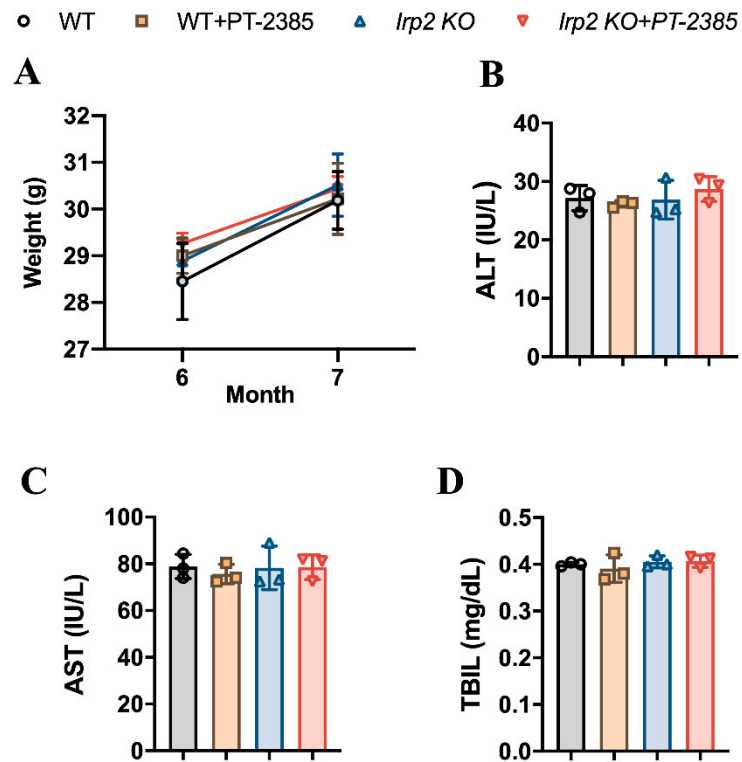 WT WT+PT-2385 Irp2 KO Irp2 KO+PT-2385
A
32
31
30
29
28
27
Weight (g)
6 7
Month
B
40
30
20
10
0
ALT (IU/L)
C
100
80
60
40
20
0
AST (IU/L)
D
0.5
0.4
0.3
0.4
0.1
0.0
TBIL (mg/dL)